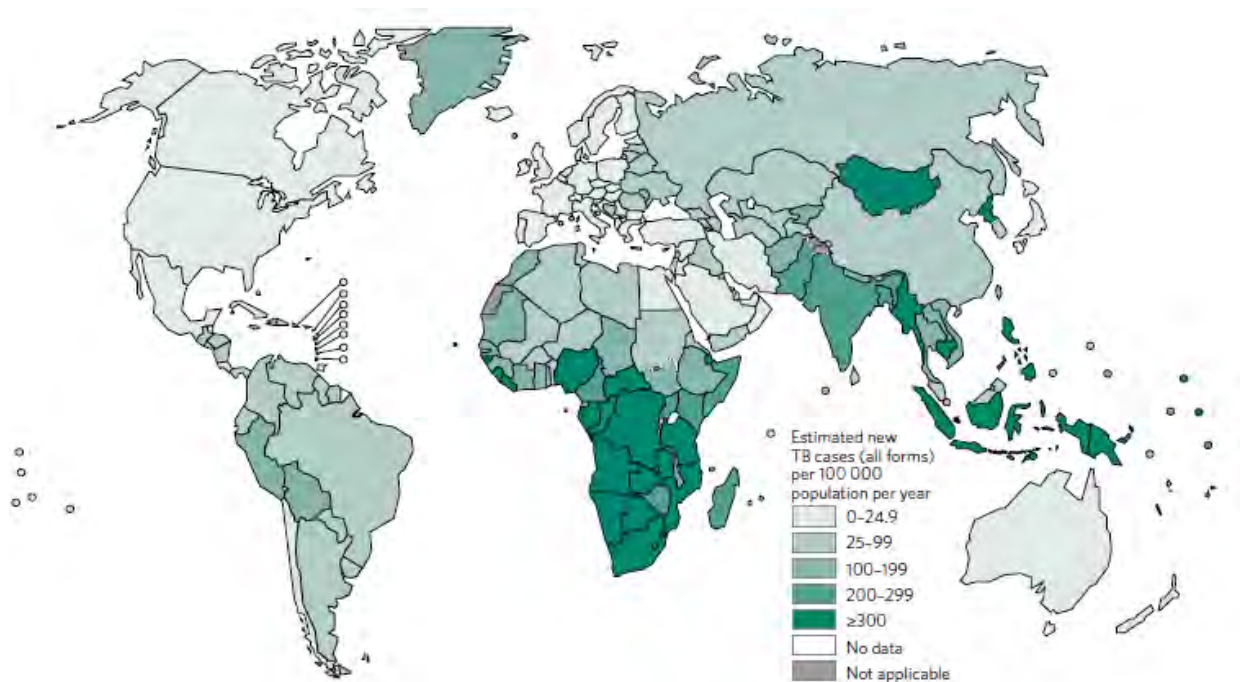 Estimated new
TB cases (all forms)
per 100 000
population per year
0–24.9
25–99
100–199
200–299
≥300
No data
Not applicable